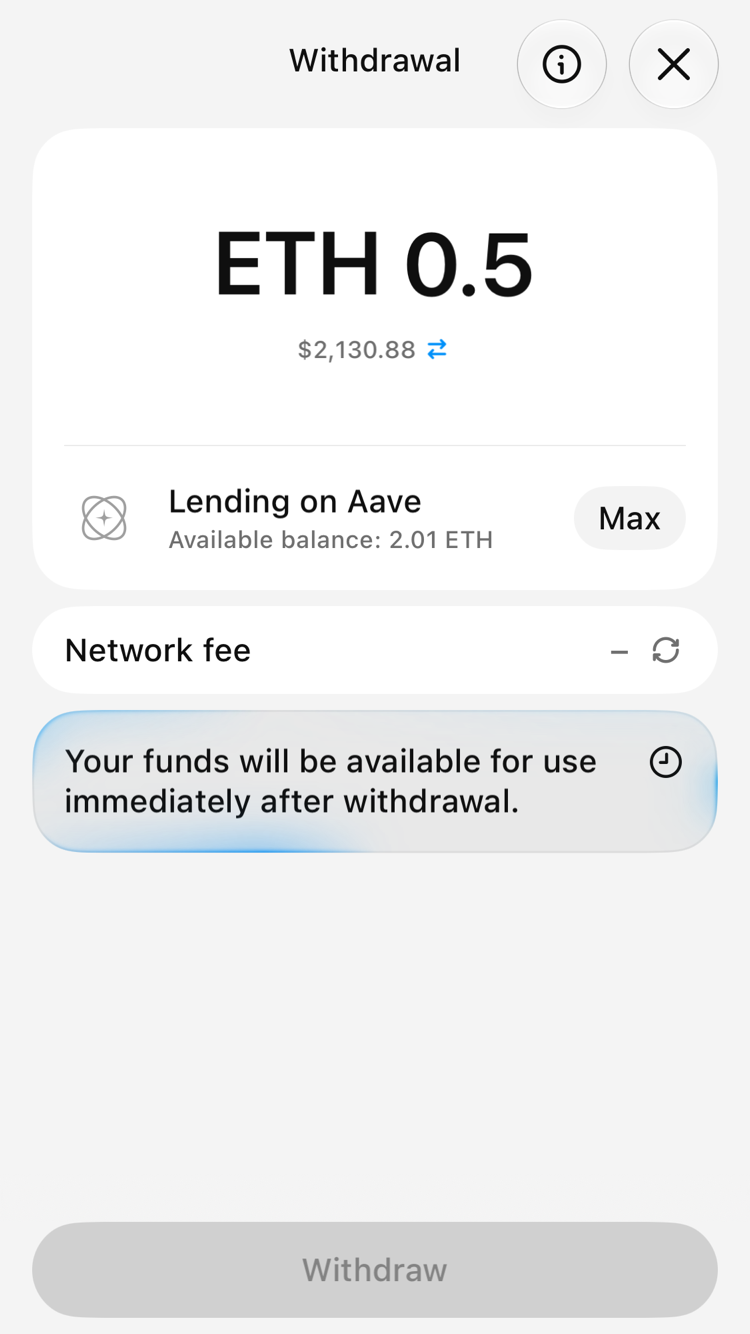 Withdrawal
ETH 0.5
$2,130.88
Lending on Aave
Available balance: 2.01 ETH
Max
Network fee
–
Your funds will be available for use
immediately after withdrawal.
Withdraw